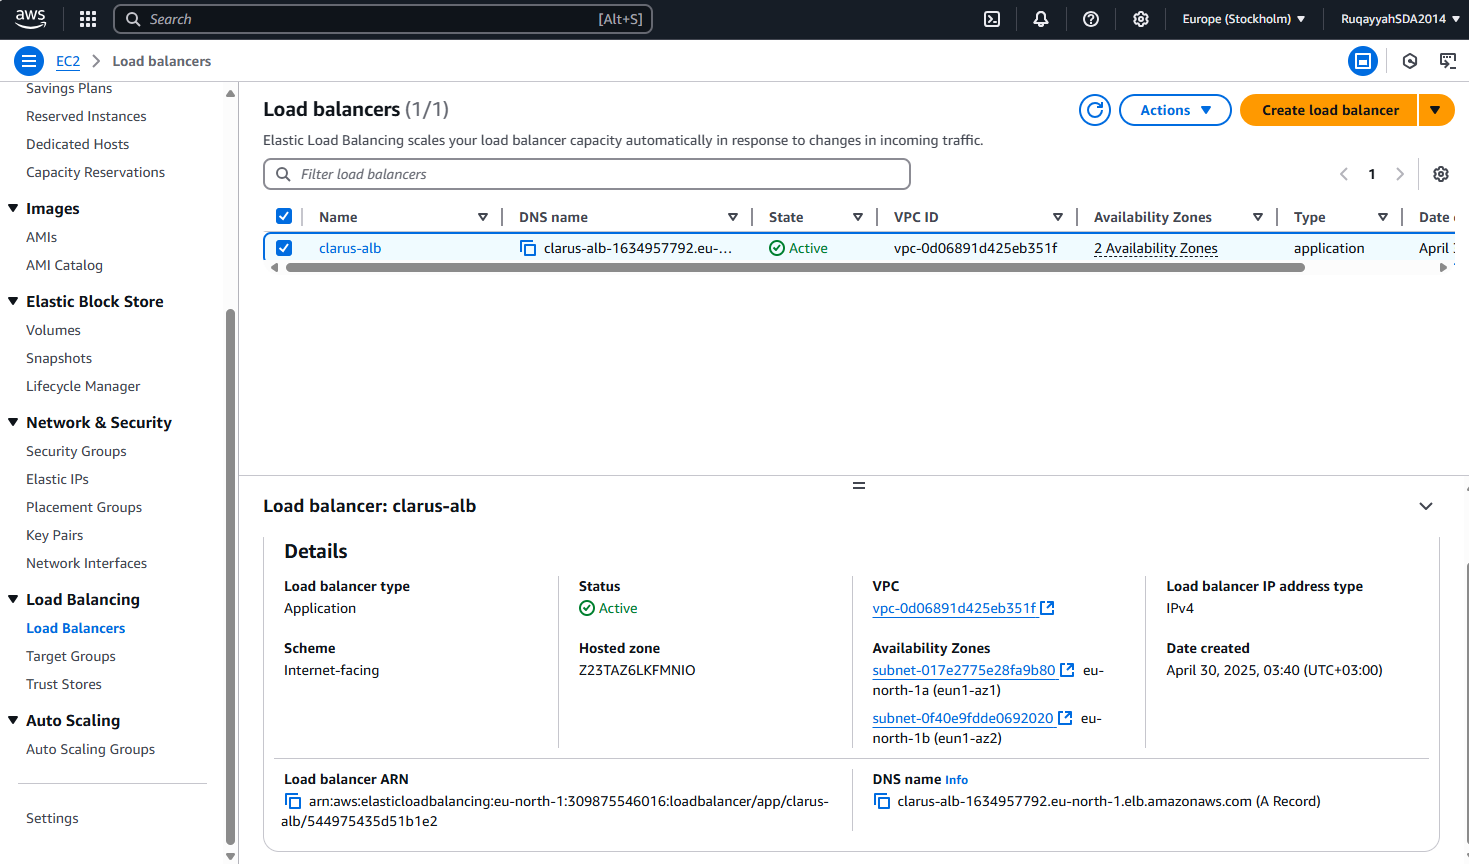 aws
Search [Alt+S]
Europe (Stockholm)
RuqayyahSDA2014
EC2 Load balancers
Savings Plans
Reserved Instances
Dedicated Hosts
Capacity Reservations
Images
AMIs
AMI Catalog
Elastic Block Store
Volumes
Snapshots
Lifecycle Manager
Network & Security
Security Groups
Elastic IPs
Placement Groups
Key Pairs
Network Interfaces
Load Balancing
Load Balancers
Target Groups
Trust Stores
Auto Scaling
Auto Scaling Groups
Settings
Load balancers (1/1)
Actions
Create load balancer
Elastic Load Balancing scales your load balancer capacity automatically in response to changes in incoming traffic.
Filter load balancers
1
Name DNS name State VPC ID Availability Zones Type Date
clarus-alb clarus-alb-1634957792.eu-... Active vpc-0d06891d425eb351f 2 Availability Zones application April
Load balancer: clarus-alb
Details
Load balancer type
Application
Status
Active
VPC
vpc-0d06891d425eb351f
Load balancer IP address type
IPv4
Scheme
Internet-facing
Hosted zone
Z23TAZ6LKFMNIO
Availability Zones
subnet-017e2775e28fa9b80 eu-
north-1a (eun1-az1)
subnet-0f40e9fdde0692020 eu-
north-1b (eun1-az2)
Date created
April 30, 2025, 03:40 (UTC+03:00)
Load balancer ARN
arn:aws:elasticloadbalancing:eu-north-1:309875546016:loadbalancer/app/clarus-
alb/544975435d51b1e2
DNS name Info
clarus-alb-1634957792.eu-north-1.elb.amazonaws.com (A Record)